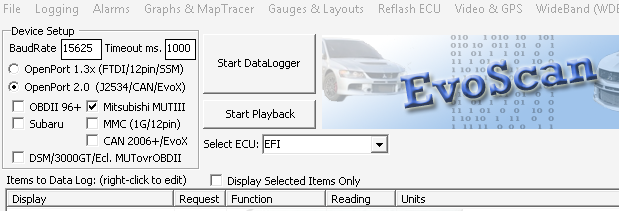 File Logging Alarms Graphs & MapTracer Gauges & Layouts Reflash ECU Video & GPS WideBand (WDB
Device Setup
BaudRate 15625 Timeout ms. 1000
OpenPort 1.3x (FTDI/12pin/SSM)
OpenPort 2.0 (J2534/CAN/EvoX)
OBDII 96+ Mitsubishi MUTIII
Subaru MMC (1G/12pin)
CAN 2006+/EvoX
DSM/3000GT/Ecl. MUTovrOBDII
Start DataLogger
Start Playback
EvoScan
Select ECU: EFI
Items to Data Log: (right-click to edit) Display Selected Items Only
Display Request Function Reading Units